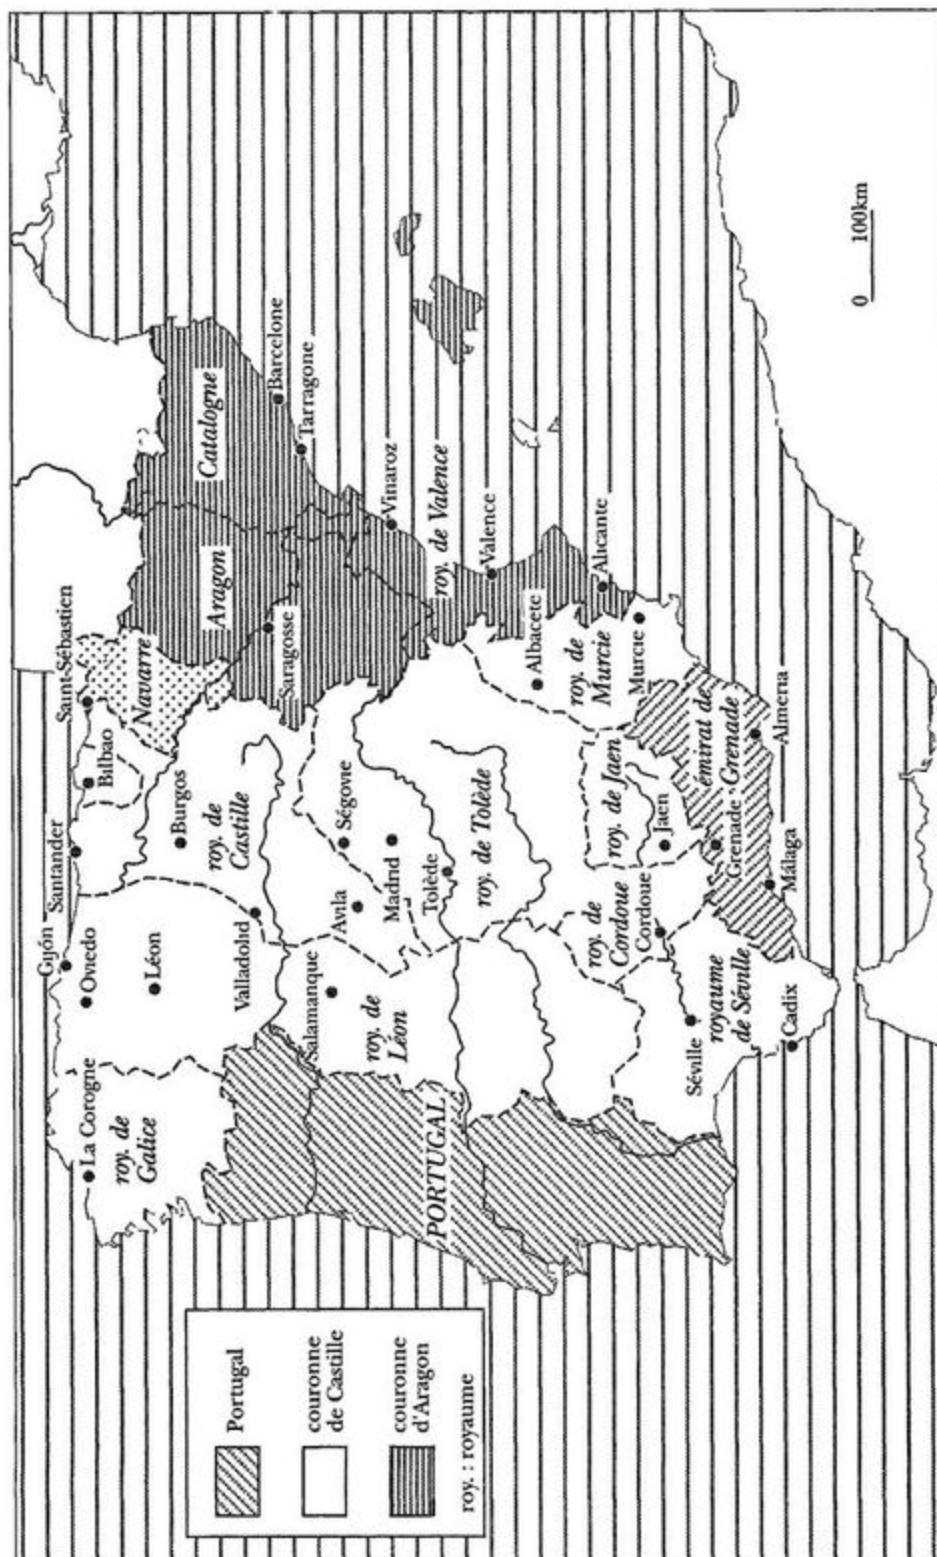 La Corogne
roy. de
Galice
Gijón
Oviedo
Léon
Santander
Bilbao
Saint-Sébastien
Navarre
Burgos
roy. de
Castille
Valladolid
Aragon
Saragosse
Catalogne
Barcelone
Tarragone
Salamanque
roy. de
Léon
Avila
Ségovie
Madrid
Tolède
roy. de Tolède
Vinaroz
roy. de Valence
Valence
PORTUGAL
Albacete
Alicante
roy. de
Murcie
Murcie
roy. de
Cordoue
Cordoue
roy. de Jaen
Jaen
Séville
royaume
de Séville
Cadix
émirat de
Grenade
Grenade
Málaga
Almeria
Portugal
couronne
de Castille
couronne
d'Aragon
roy. : royaume
0 100km